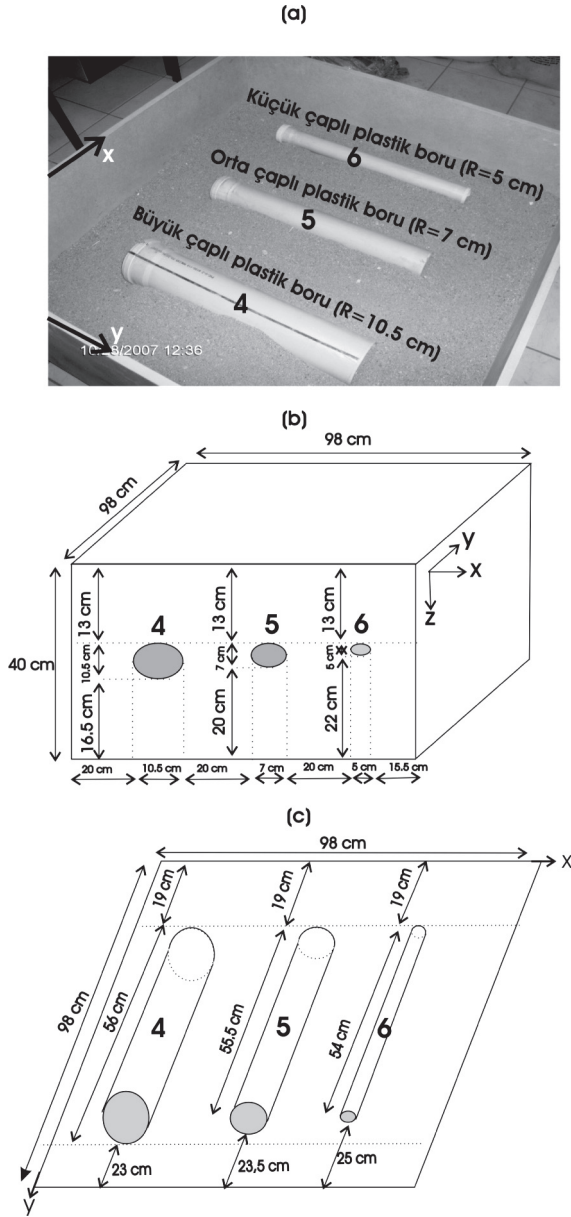 (a)
Küçük çaplı plastik boru (R=5 cm)
6
x
Orta çaplı plastik boru (R=7 cm)
5
Büyük çaplı plastik boru (R=10.5 cm)
4
y
12:36
(b)
98 cm
98 cm
y
x
z
40 cm
13 cm
13 cm
13 cm
4
5
6
10.5 cm
7 cm
5 cm
16.5 cm
20 cm
22 cm
20 cm
10.5 cm
20 cm
7 cm
20 cm
5 cm
15.5 cm
(c)
98 cm
x
19 cm
19 cm
19 cm
98 cm
56 cm
55.5 cm
54 cm
4
5
6
23 cm
23,5 cm
25 cm
y